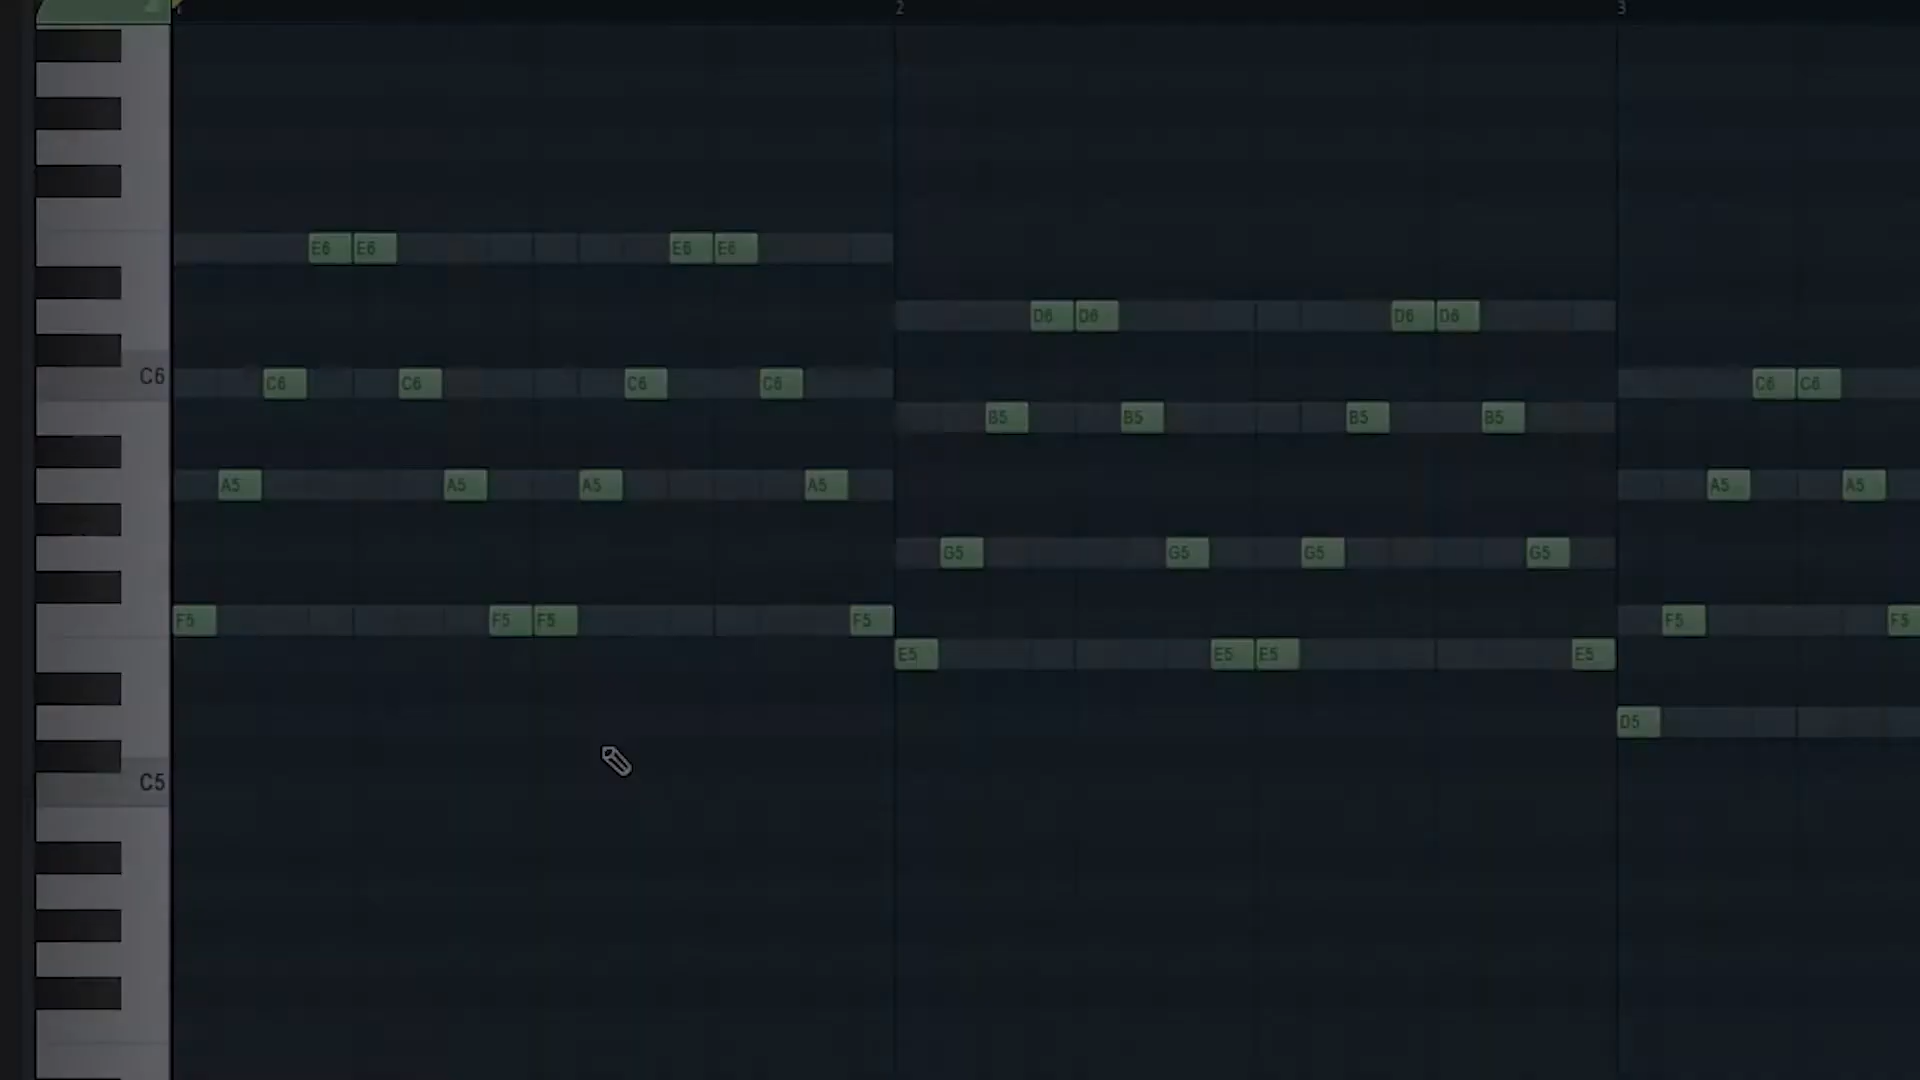 1 2 3
E6 E6 E6 E6
D6 D6 D6 D6
C6 C6 C6 C6 C6 C6 C6
B5 B5 B5 B5
A5 A5 A5 A5 A5 A5
G5 G5 G5 G5
F5 F5 F5 F5 F5 F5
E5 E5 E5 E5
D5
C5